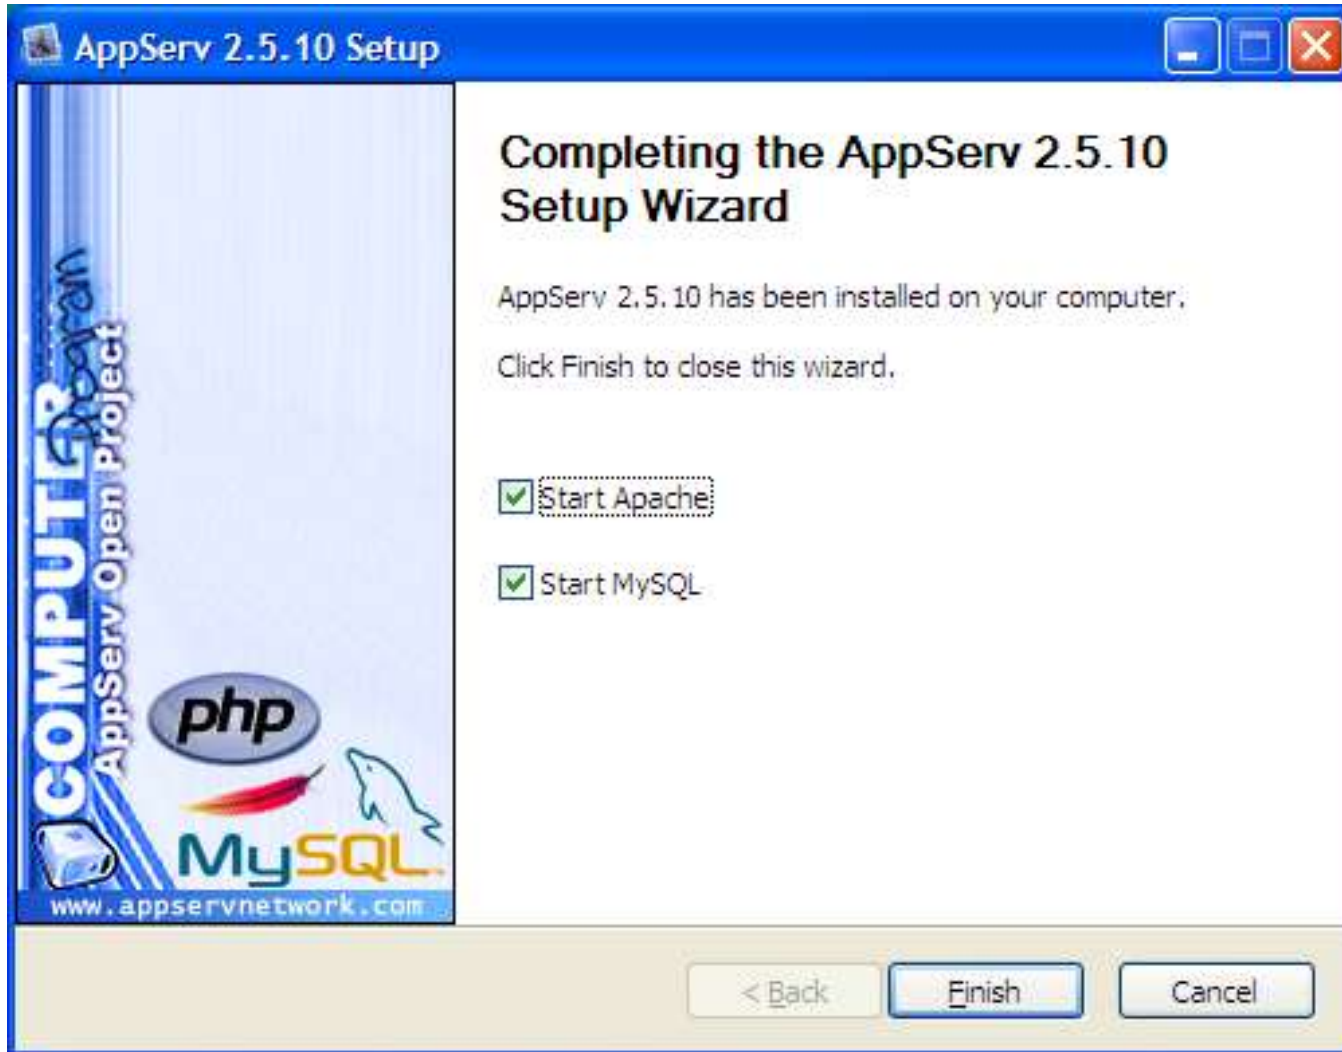 AppServ 2.5.10 Setup
COMPUTER
Program
AppServ Open Project
php
MySQL
www.appservnetwork.com
Completing the AppServ 2.5.10
Setup Wizard
AppServ 2.5.10 has been installed on your computer.
Click Finish to close this wizard.
Start Apache
Start MySQL
< Back
Finish
Cancel